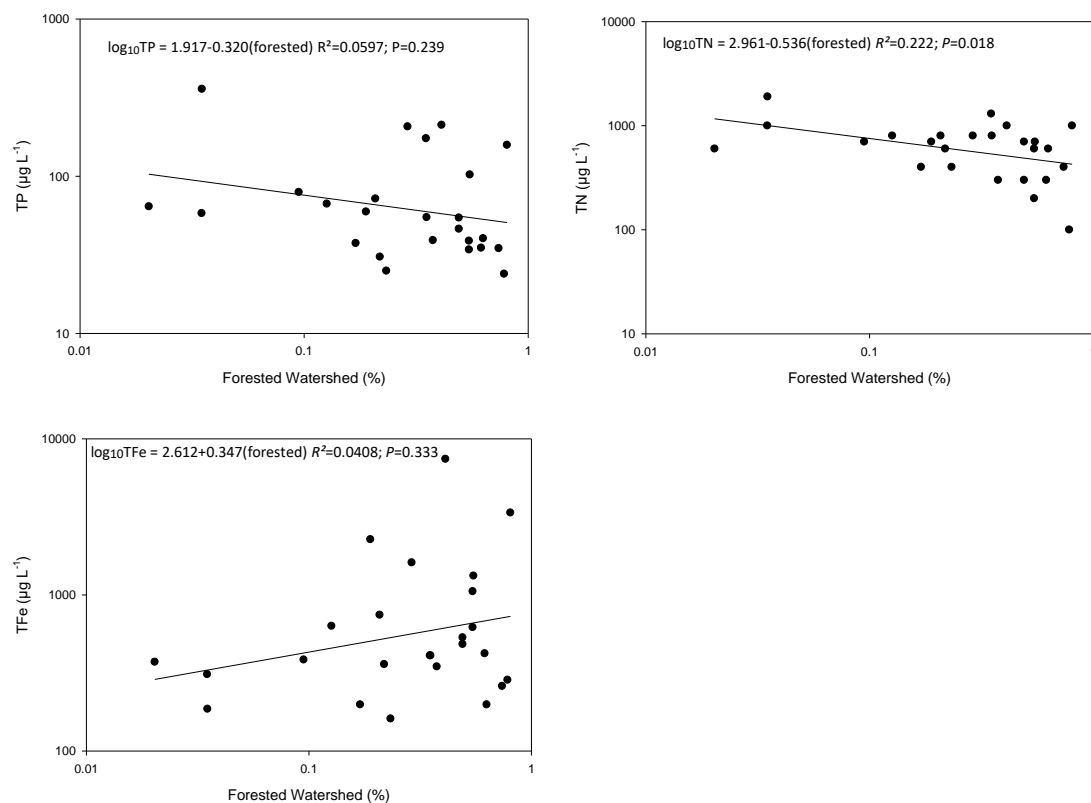 log₁₀TP = 1.917-0.320(forested) R²=0.0597; P=0.239
1000
100
10
TP (µg L⁻¹)
0.01
0.1
1
Forested Watershed (%)
log₁₀TN = 2.961-0.536(forested) R²=0.222; P=0.018
10000
1000
100
10
TN (µg L⁻¹)
0.01
0.1
1
Forested Watershed (%)
log₁₀TFe = 2.612+0.347(forested) R²=0.0408; P=0.333
10000
1000
100
TFe (µg L⁻¹)
0.01
0.1
1
Forested Watershed (%)